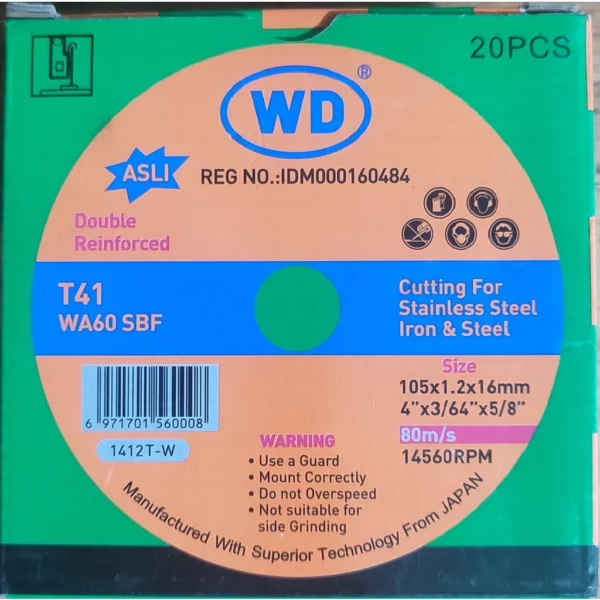 20PCS
WD®
ASLI
REG NO.:IDM000160484
Double
Reinforced
T41
WA60 SBF
Cutting For
Stainless Steel
Iron & Steel
Size
105x1.2x16mm
4"x3/64"x5/8"
80m/s
14560RPM
6 971701 560008
1412T-W
WARNING
• Use a Guard
• Mount Correctly
• Do not Overspeed
• Not suitable for
side Grinding
Manufactured With Superior Technology From JAPAN